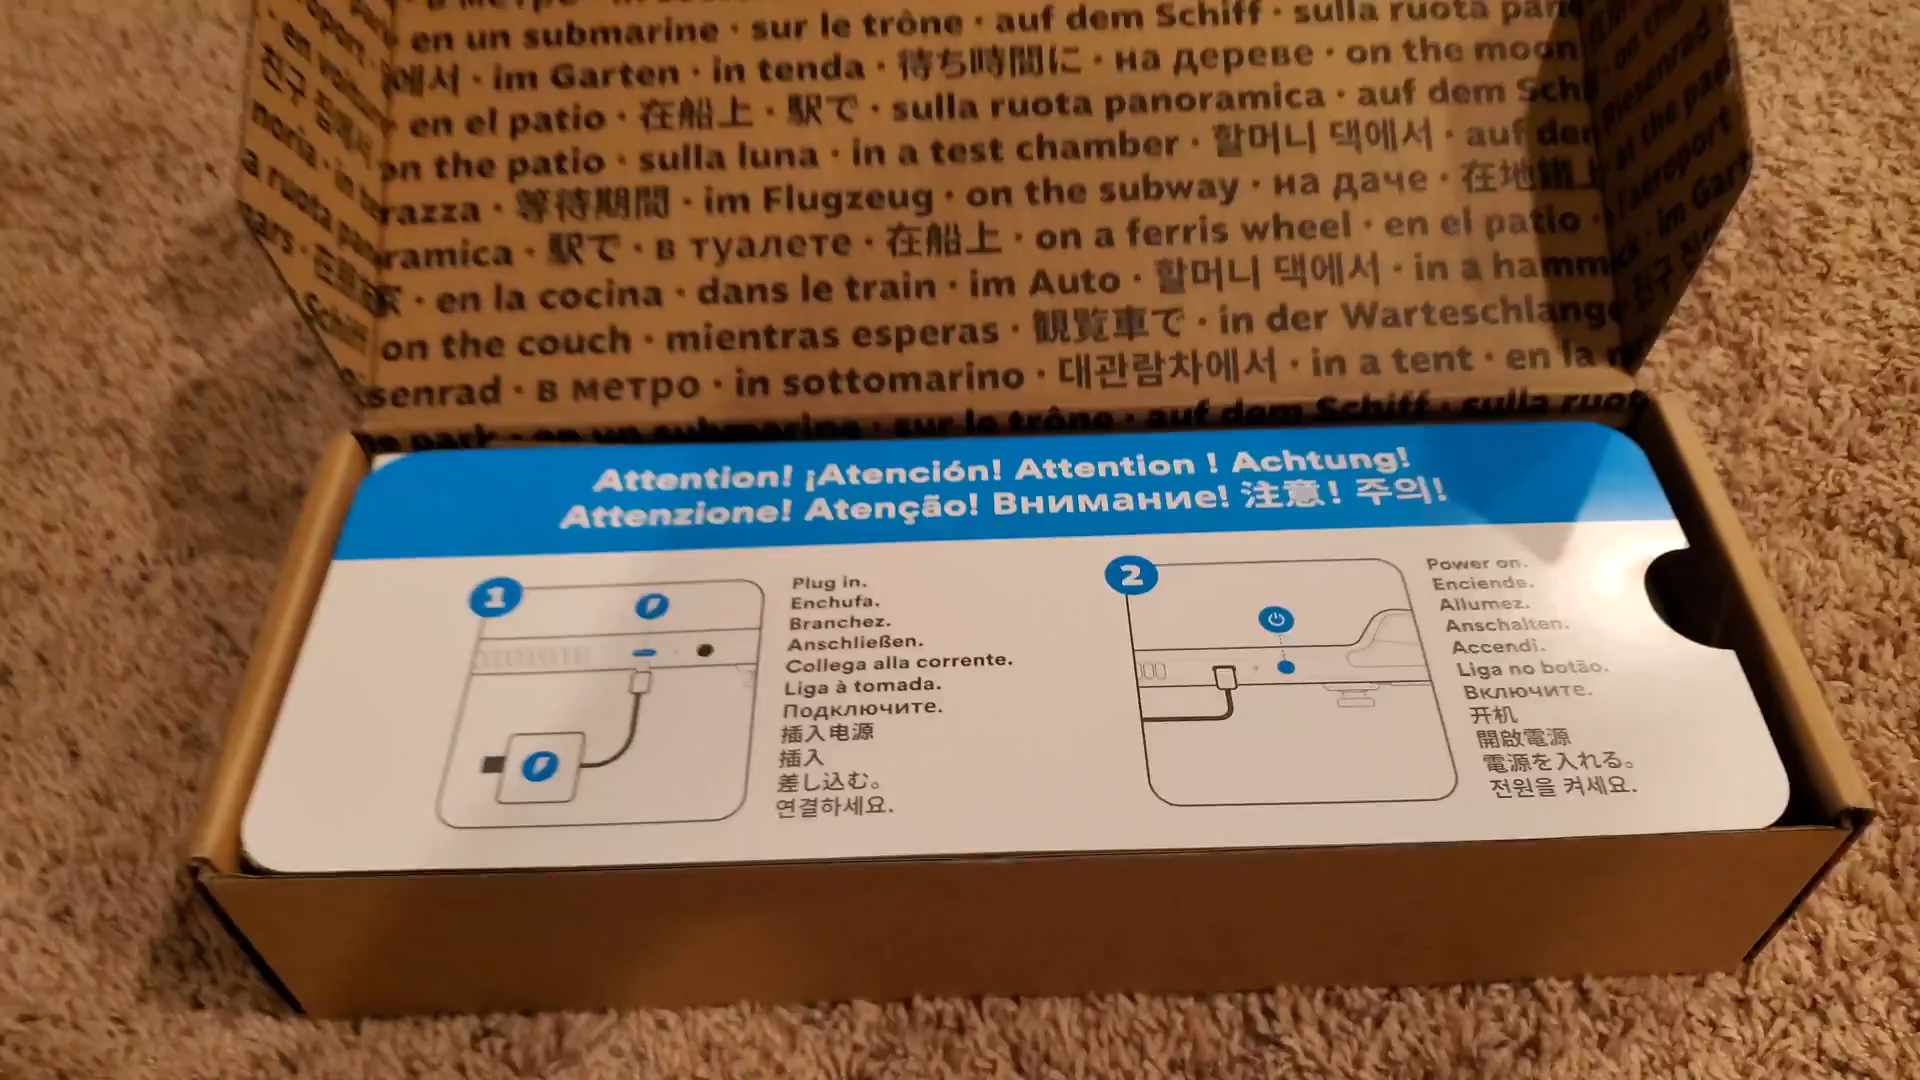 en un submarine · sur le trône · auf dem Schiff · sulla ruota
에서 · im Garten · in tenda · 待ち時間に · на дереве · on the moon
en el patio · 在船上 · 駅で · sulla ruota panoramica · auf dem
on the patio · sulla luna · in a test chamber · 할머니 댁에서 · auf
razza · 等待期間 · im Flugzeug · on the subway · на даче ·
ramica · 駅で · в туалете · 在船上 · on a ferris wheel · en el patio ·
· en la cocina · dans le train · im Auto · 할머니 댁에서 · in a hamm
on the couch · mientras esperas · 観覧車で · in der Warteschlange
senrad · в метро · in sottomarino · 대관람차에서 · in a tent · en la
park · en un submarine · sur le trône · auf dem Schiff · sulla ruot
Attention! ¡Atención! Attention ! Achtung!
Attenzione! Atenção! Внимание! 注意! 주의!
1
Plug in.
Enchufa.
Branchez.
Anschließen.
Collega alla corrente.
Liga à tomada.
Подключите.
插入电源
插入
差し込む。
연결하세요.
2
Power on.
Enciende.
Allumez.
Anschalten.
Accendi.
Liga no botão.
Включите.
开机
開啟電源
電源を入れる。
전원을 켜세요.